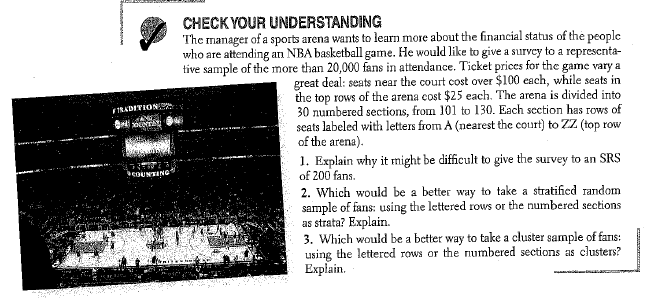 CHECK YOUR UNDERSTANDING
The manager of a sports arena wants to learn more about the financial status of the people
who are attending an NBA basketball game. He would like to give a survey to a representa-
tive sample of the more than 20,000 fans in attendance. Ticket prices for the game vary a
great deal: seats near the court cost over $100 each, while seats in
the top rows of the arena cost $25 each. The arena is divided into
30 numbered sections, from 101 to 130. Each section has rows of
seats labeled with letters from A (nearest the court) to ZZ (top row
of the arena).
1. Explain why it might be difficult to give the survey to an SRS
of 200 fans.
2. Which would be a better way to take a stratified random
sample of fans: using the lettered rows or the numbered sections
as strata? Explain.
3. Which would be a better way to take a cluster sample of fans:
using the lettered rows or the numbered sections as clusters?
Explain.
TRADITION
COUNTING